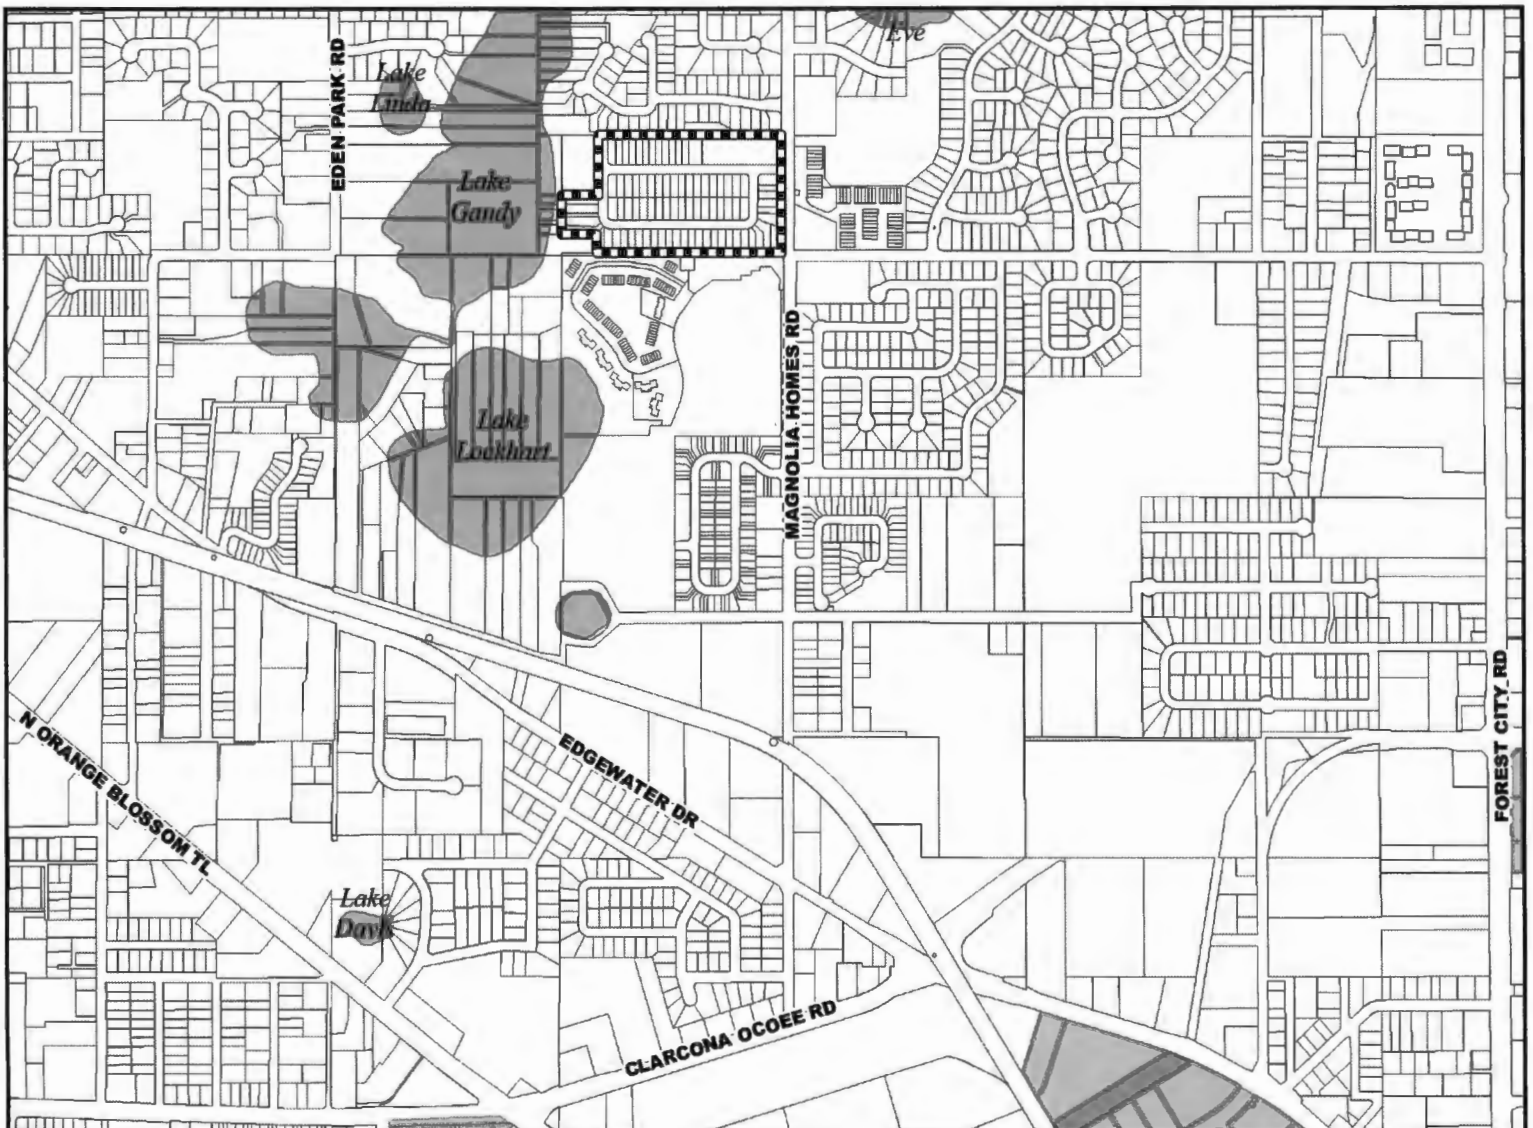 Eve
EDEN PARK RD
Lake
Linda
Lake
Gandy
MAGNOLIA HOMES RD
Lake
Lockhart
FOREST CITY RD
N ORANGE BLOSSOM TL
EDGEWATER DR
Lake
Davis
CLARCONA OCOEE RD